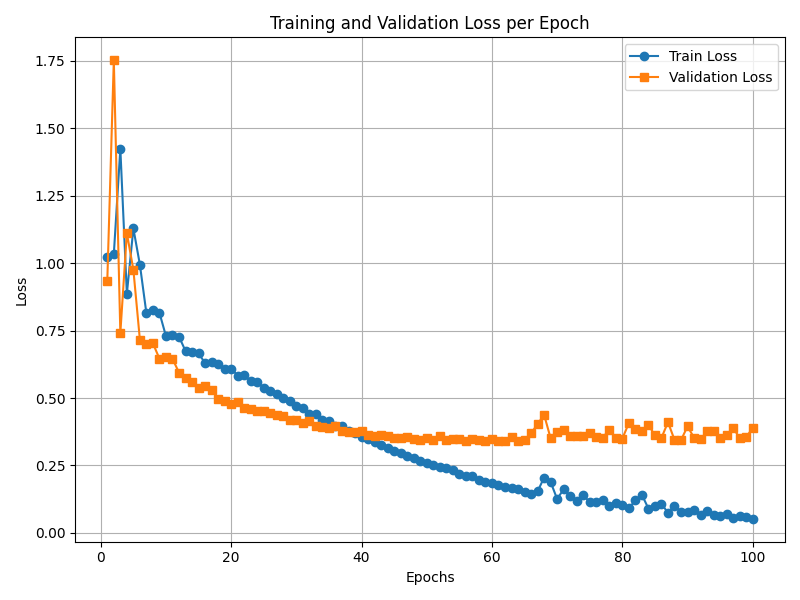 Training and Validation Loss per Epoch
Train Loss
Validation Loss
1.75
1.50
1.25
1.00
0.75
0.50
0.25
0.00
Loss
0 20 40 60 80 100
Epochs